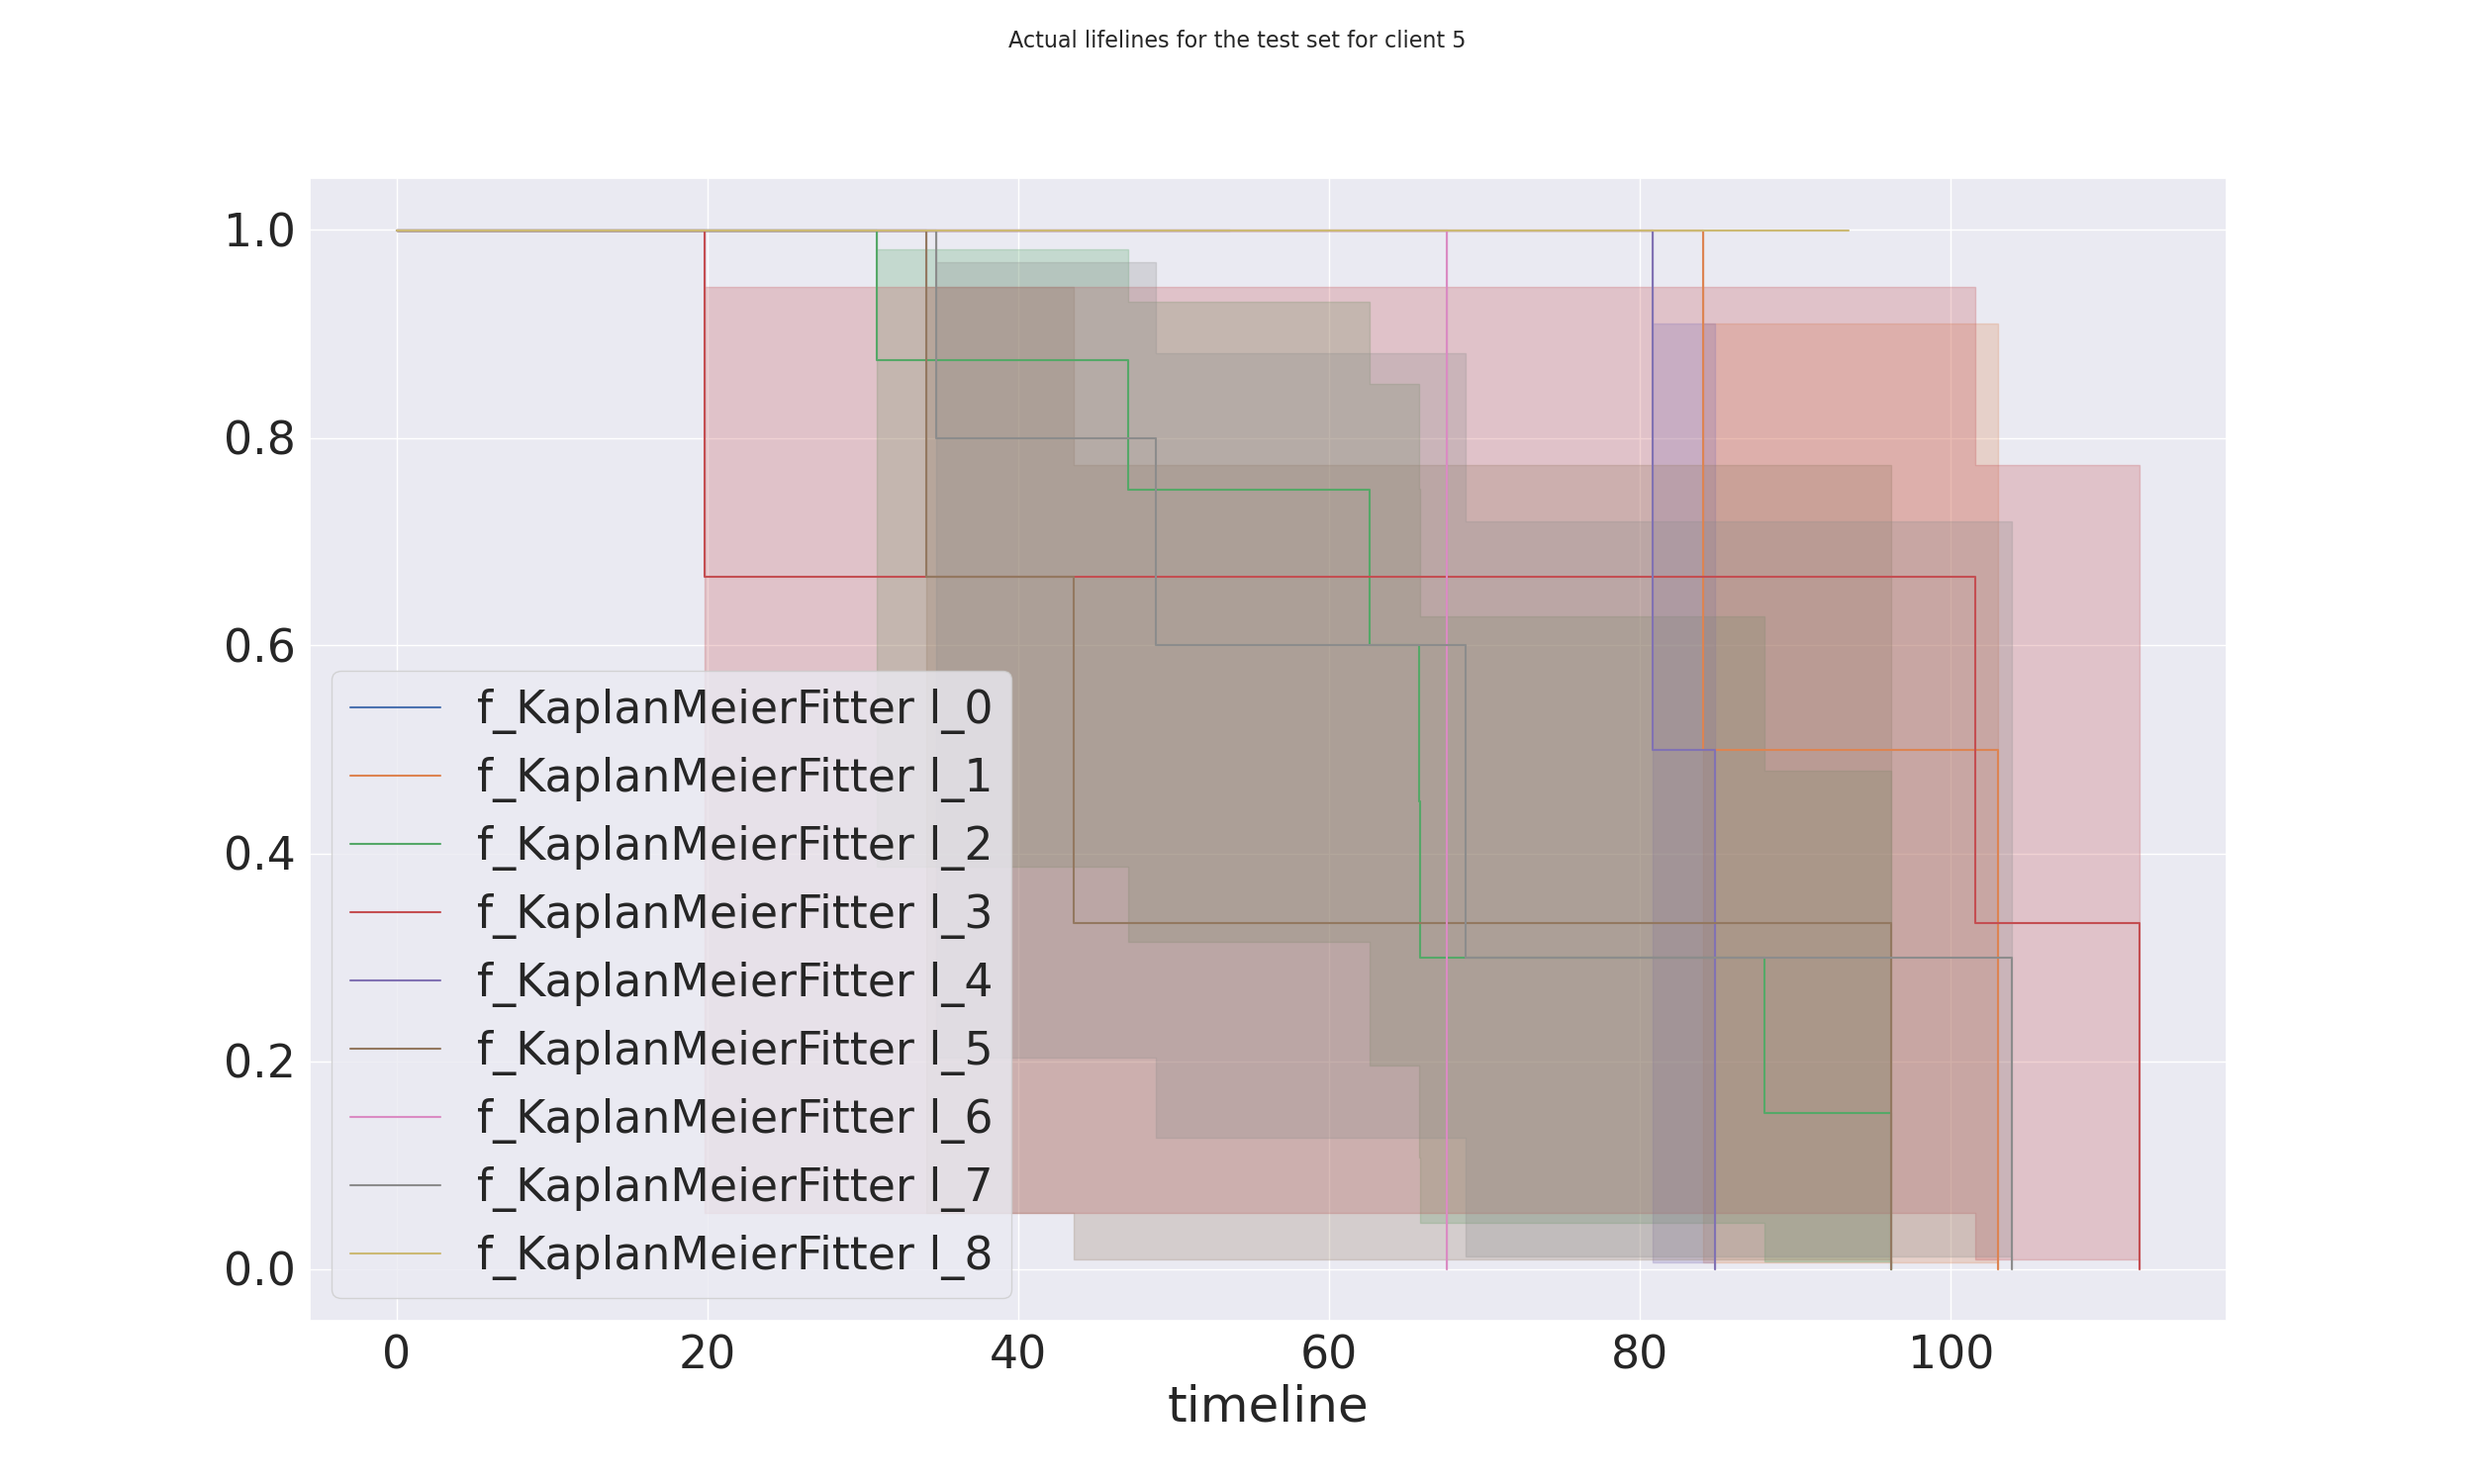 Actual lifelines for the test set for client 5
1.0
0.8
0.6
0.4
0.2
0.0
f_KaplanMeierFitter l_0
f_KaplanMeierFitter l_1
f_KaplanMeierFitter l_2
f_KaplanMeierFitter l_3
f_KaplanMeierFitter l_4
f_KaplanMeierFitter l_5
f_KaplanMeierFitter l_6
f_KaplanMeierFitter l_7
f_KaplanMeierFitter l_8
0 20 40 60 80 100
timeline